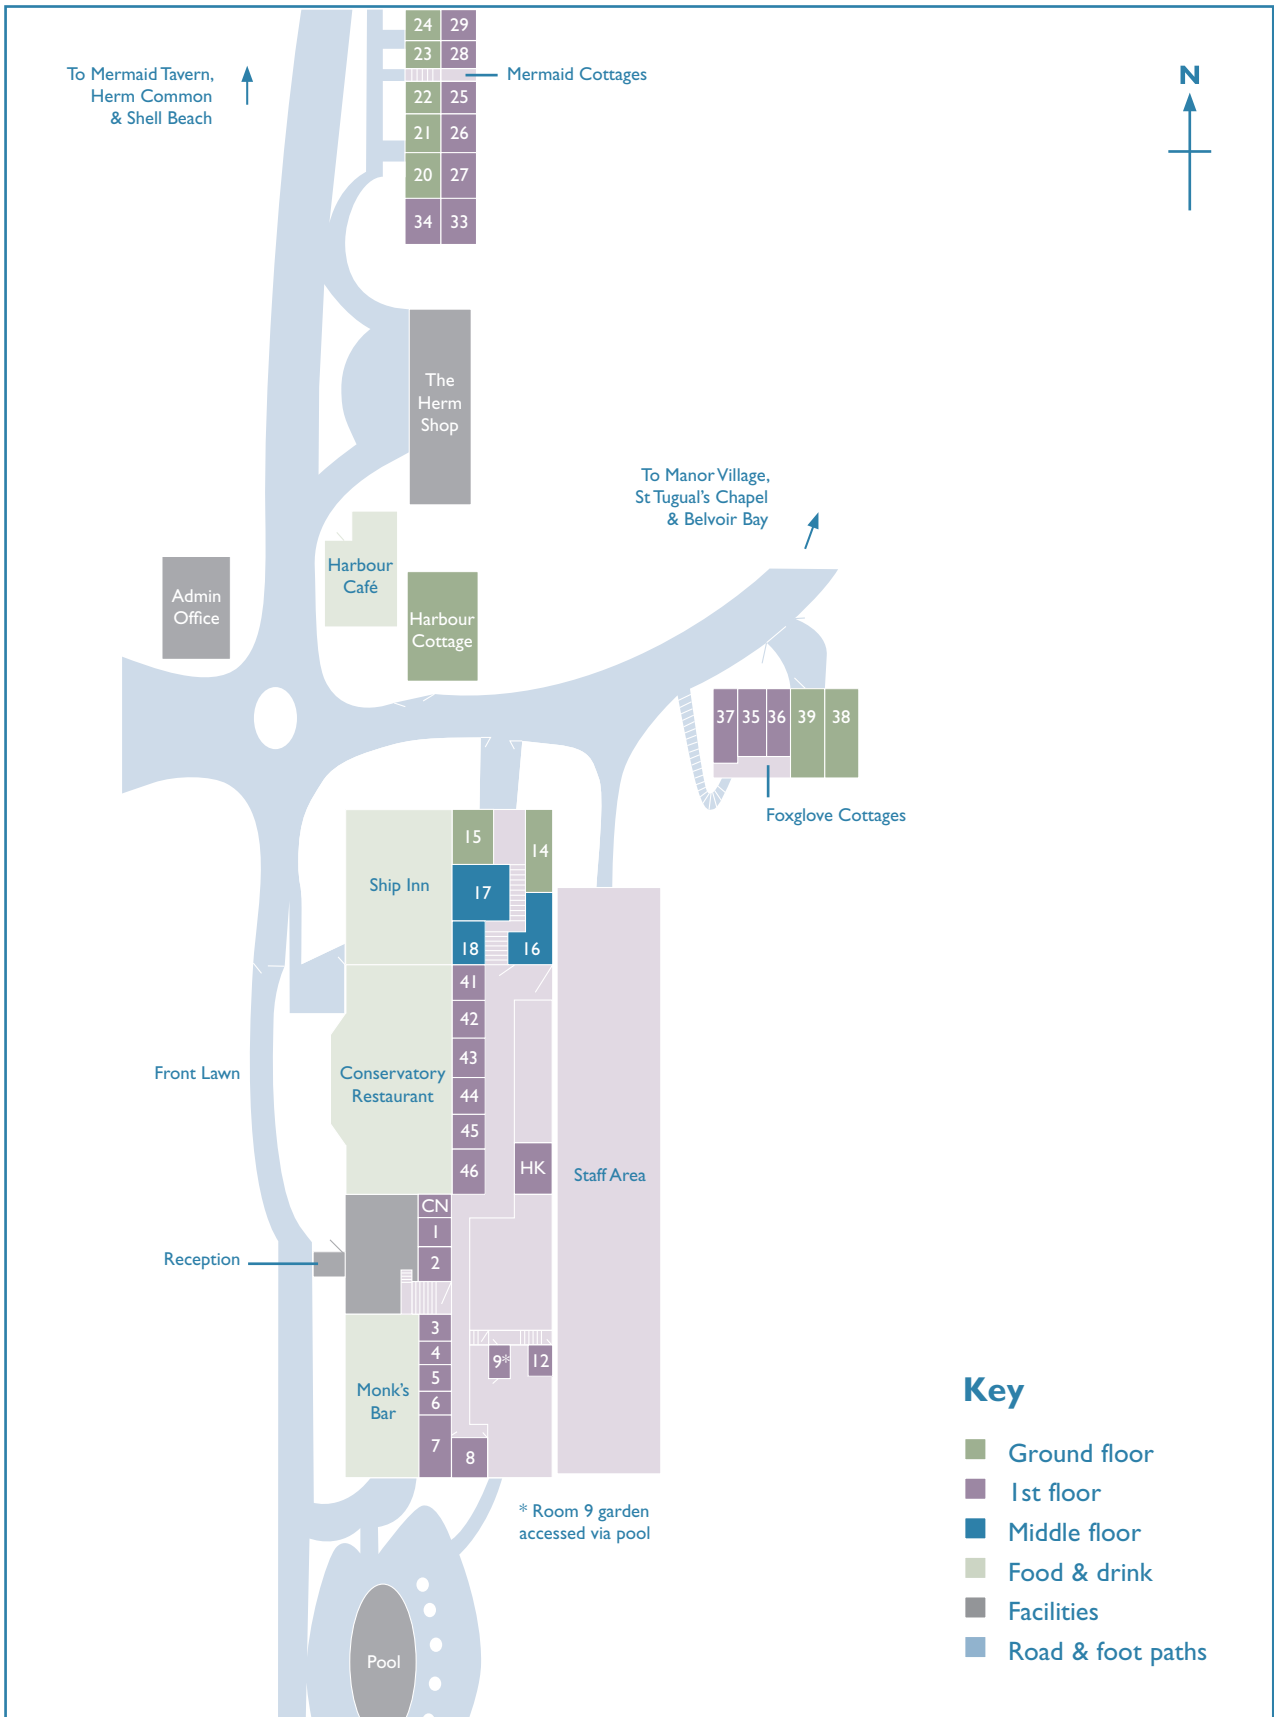 24 29
23 28
To Mermaid Tavern,
Herm Common
& Shell Beach
Mermaid Cottages
N
22 25
21 26
20 27
34 33
The
Herm
Shop
To Manor Village,
St Tugual's Chapel
& Belvoir Bay
Harbour
Café
Admin
Office
Harbour
Cottage
37 35 36 39 38
Foxglove Cottages
15
14
Ship Inn
17
18
16
41
42
43
44
45
46
Front Lawn
Conservatory
Restaurant
HK
Staff Area
CN
1
2
Reception
3
4
5
6
7
8
9*
12
Monk's
Bar
* Room 9 garden
accessed via pool
Pool
Key
Ground floor
1st floor
Middle floor
Food & drink
Facilities
Road & foot paths